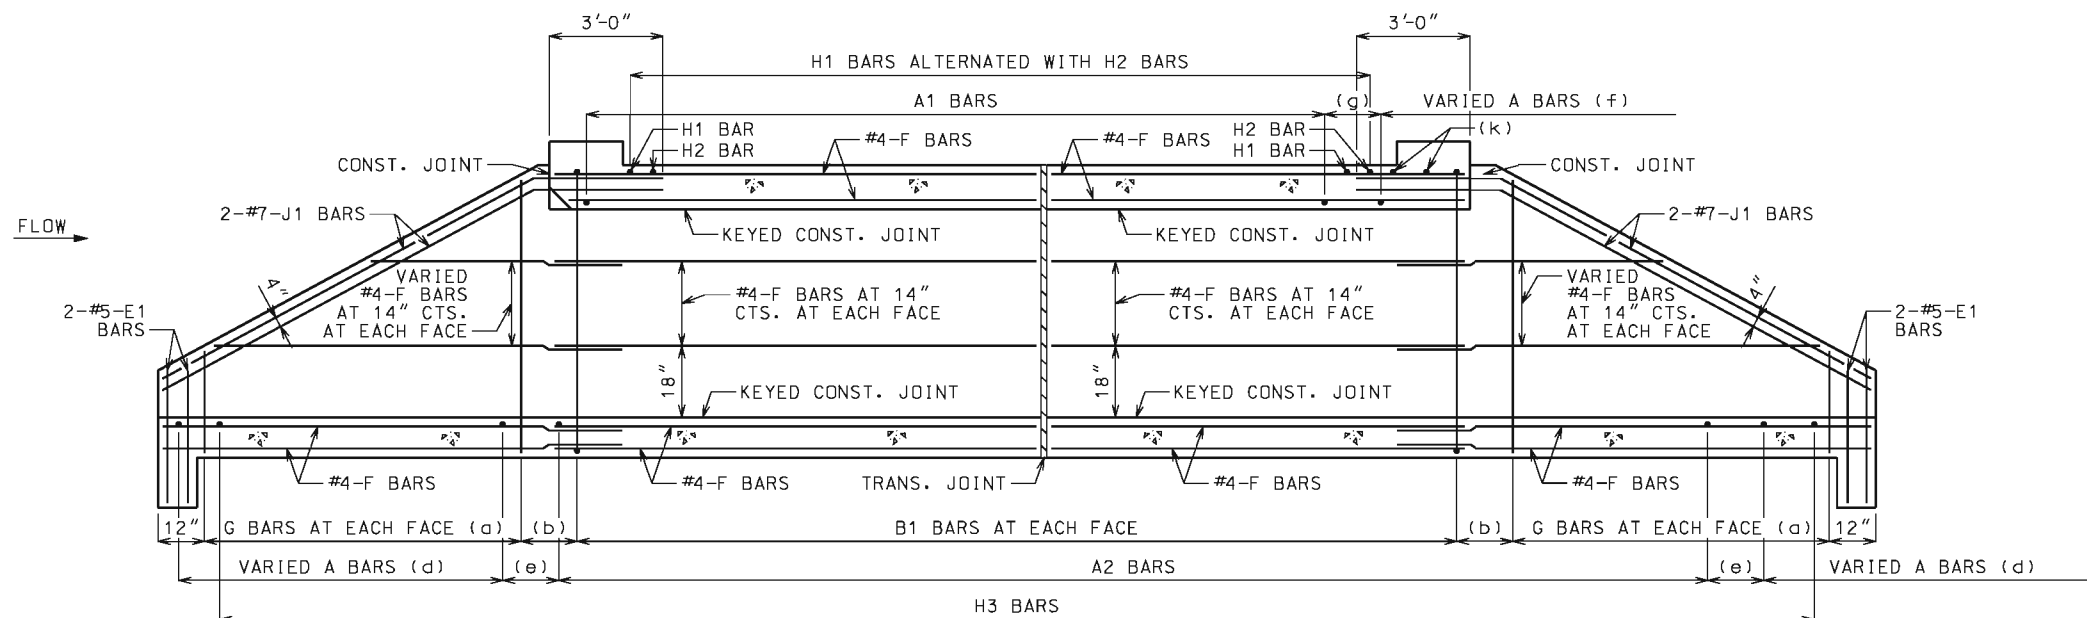 3'-0"
3'-0"
H1 BARS ALTERNATED WITH H2 BARS
A1 BARS
(g)
VARIED A BARS (f)
H1 BAR
H2 BAR
#4-F BARS
#4-F BARS
H2 BAR
H1 BAR
(k)
CONST. JOINT
CONST. JOINT
2-#7-J1 BARS
2-#7-J1 BARS
FLOW
KEYED CONST. JOINT
KEYED CONST. JOINT
VARIED
#4-F BARS
AT 14" CTS.
AT EACH FACE
4"
#4-F BARS AT 14"
CTS. AT EACH FACE
#4-F BARS AT 14"
CTS. AT EACH FACE
VARIED
#4-F BARS
AT 14" CTS.
AT EACH FACE
4"
2-#5-E1
BARS
2-#5-E1
BARS
18"
KEYED CONST. JOINT
18"
KEYED CONST. JOINT
#4-F BARS
#4-F BARS
TRANS. JOINT
#4-F BARS
#4-F BARS
12"
G BARS AT EACH FACE (a)
(b)
B1 BARS AT EACH FACE
(b)
G BARS AT EACH FACE (a)
12"
VARIED A BARS (d)
(e)
A2 BARS
(e)
VARIED A BARS (d)
H3 BARS